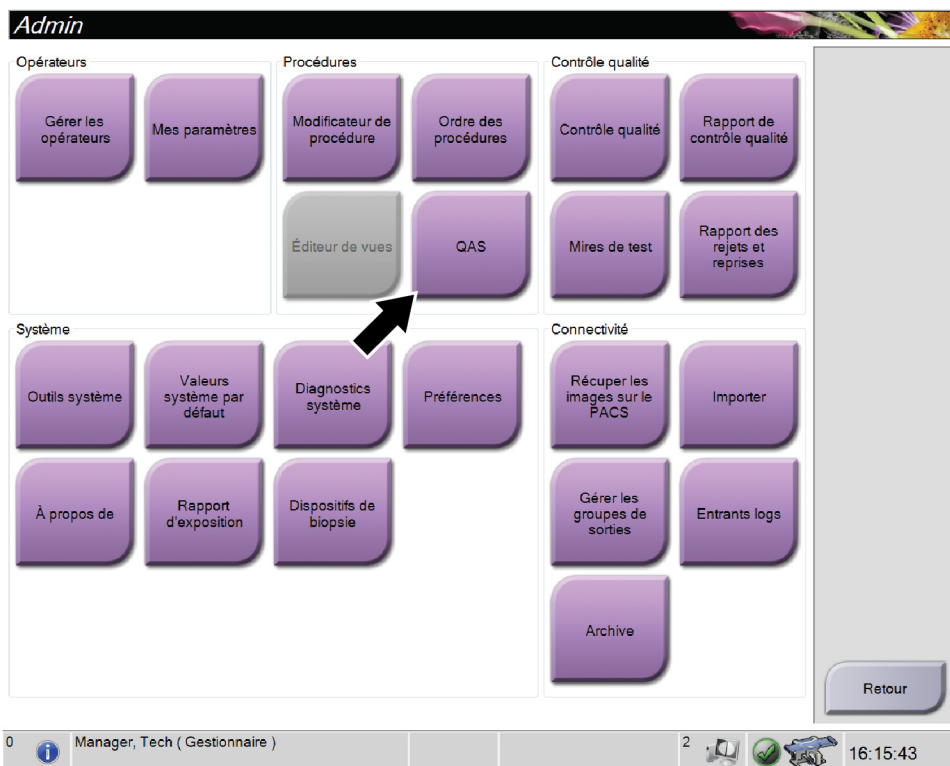 Admin
Opérateurs
Gérer les
opérateurs
Mes paramètres
Procédures
Modificateur de
procédure
Ordre des
procédures
Éditeur de vues
QAS
Contrôle qualité
Contrôle qualité
Rapport de
contrôle qualité
Mires de test
Rapport des
rejets et
reprises
Système
Outils système
Valeurs
système par
défaut
Diagnostics
système
Préférences
À propos de
Rapport
d'exposition
Dispositifs de
biopsie
Connectivité
Récuper les
images sur le
PACS
Importer
Gérer les
groupes de
sorties
Entrants logs
Archive
Retour
0
Manager, Tech ( Gestionnaire )
2
16:15:43